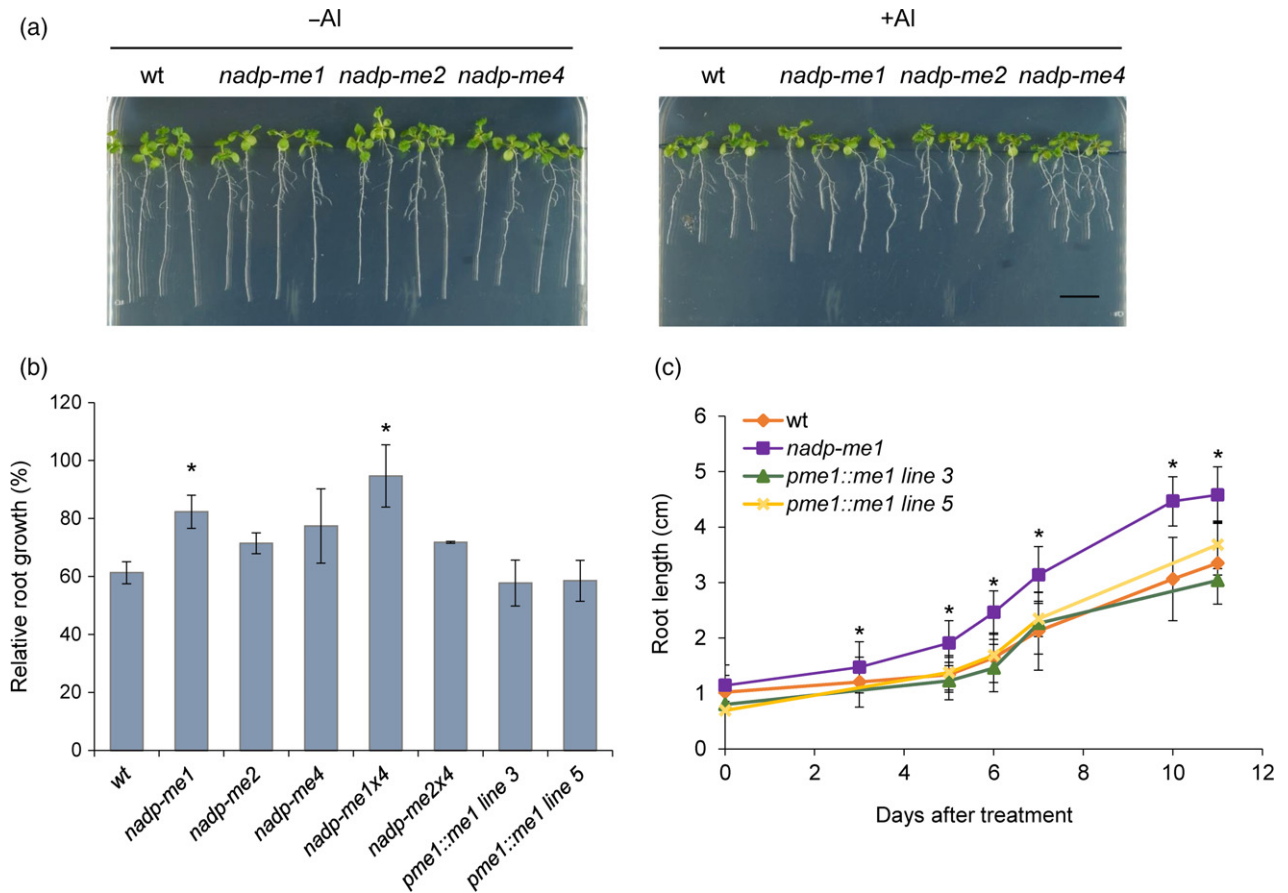 (a)
–Al
+Al
wt nadp-me1 nadp-me2 nadp-me4
wt nadp-me1 nadp-me2 nadp-me4
(b)
Relative root growth (%)
120
100
80
60
40
20
0
*
*
wt
nadp-me1
nadp-me2
nadp-me4
nadp-me1x4
nadp-me2x4
pme1::me1 line 3
pme1::me1 line 5
(c)
Root length (cm)
6
5
4
3
2
1
0
wt
nadp-me1
pme1::me1 line 3
pme1::me1 line 5
* * * * * *
0 2 4 6 8 10 12
Days after treatment